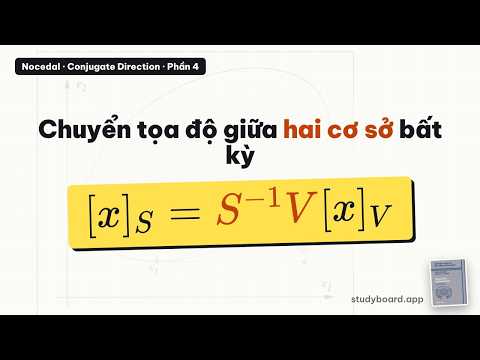 Nocedal · Conjugate Direction · Phần 4
Chuyển tọa độ giữa hai cơ sở bất
kỳ
[x]_S = S^{-1}V[x]_V
studyboard.app